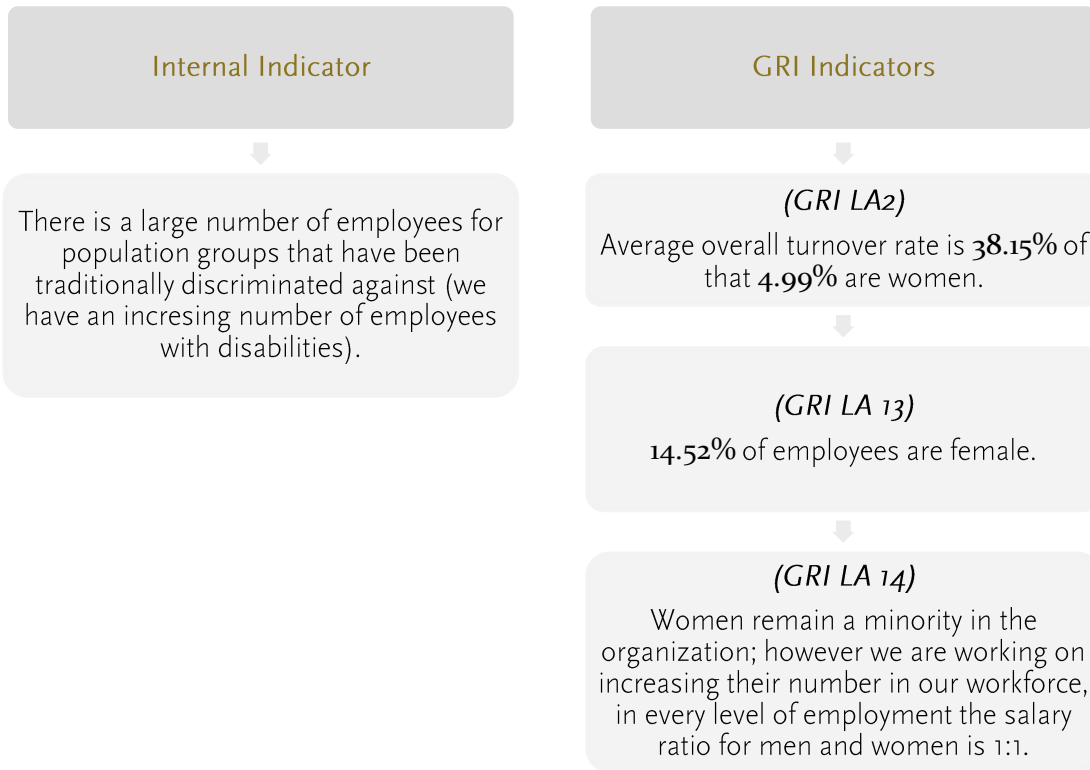 Internal Indicator
There is a large number of employees for
population groups that have been
traditionally discriminated against (we
have an incresing number of employees
with disabilities).
GRI Indicators
(GRI LA2)
Average overall turnover rate is 38.15% of
that 4.99% are women.
(GRI LA 13)
14.52% of employees are female.
(GRI LA 14)
Women remain a minority in the
organization; however we are working on
increasing their number in our workforce,
in every level of employment the salary
ratio for men and women is 1:1.